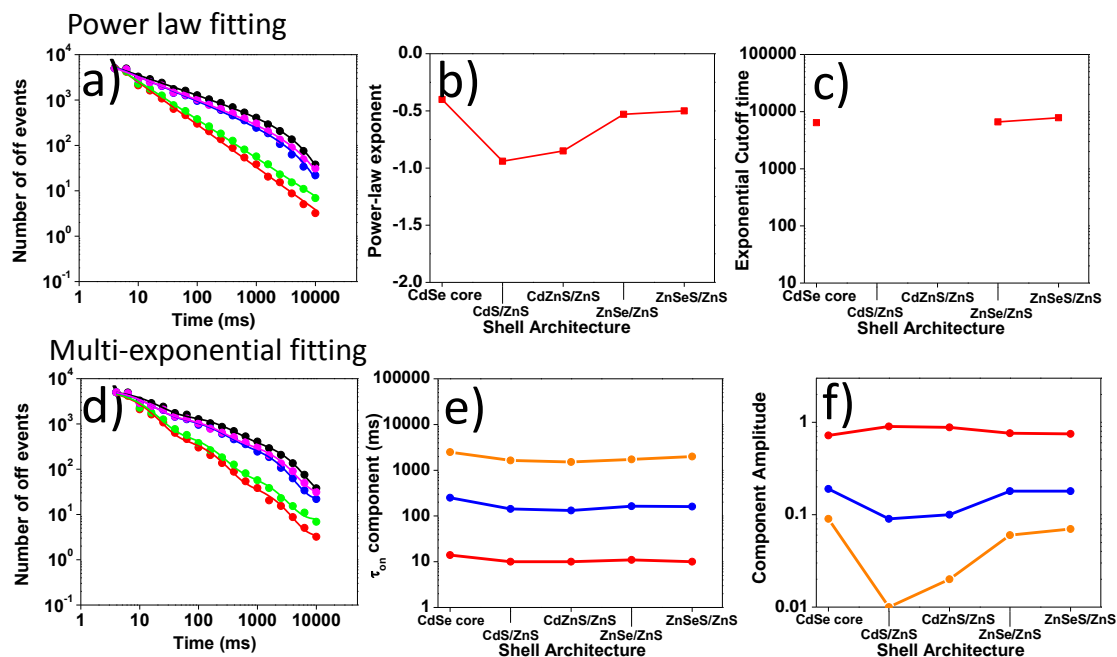 Power law fitting
a)
Number of off events
10^4
10^3
10^2
10^1
10^0
10^-1
10
100
1000
10000
Time (ms)
b)
Power-law exponent
0.0
-0.5
-1.0
-1.5
-2.0
CdSe core
CdZnS/ZnS
ZnSeS/ZnS
CdS/ZnS
ZnSe/ZnS
Shell Architecture
c)
Exponential Cutoff time
100000
10000
1000
100
10
CdSe core
CdZnS/ZnS
ZnSeS/ZnS
CdS/ZnS
ZnSe/ZnS
Shell Architecture
Multi-exponential fitting
d)
Number of off events
10^4
10^3
10^2
10^1
10^0
10^-1
10
100
1000
10000
Time (ms)
e)
τon component (ms)
100000
10000
1000
100
10
1
CdSe core
CdZnS/ZnS
ZnSeS/ZnS
CdS/ZnS
ZnSe/ZnS
Shell Architecture
f)
Component Amplitude
1
0.1
0.01
CdSe core
CdZnS/ZnS
ZnSeS/ZnS
CdS/ZnS
ZnSe/ZnS
Shell Architecture